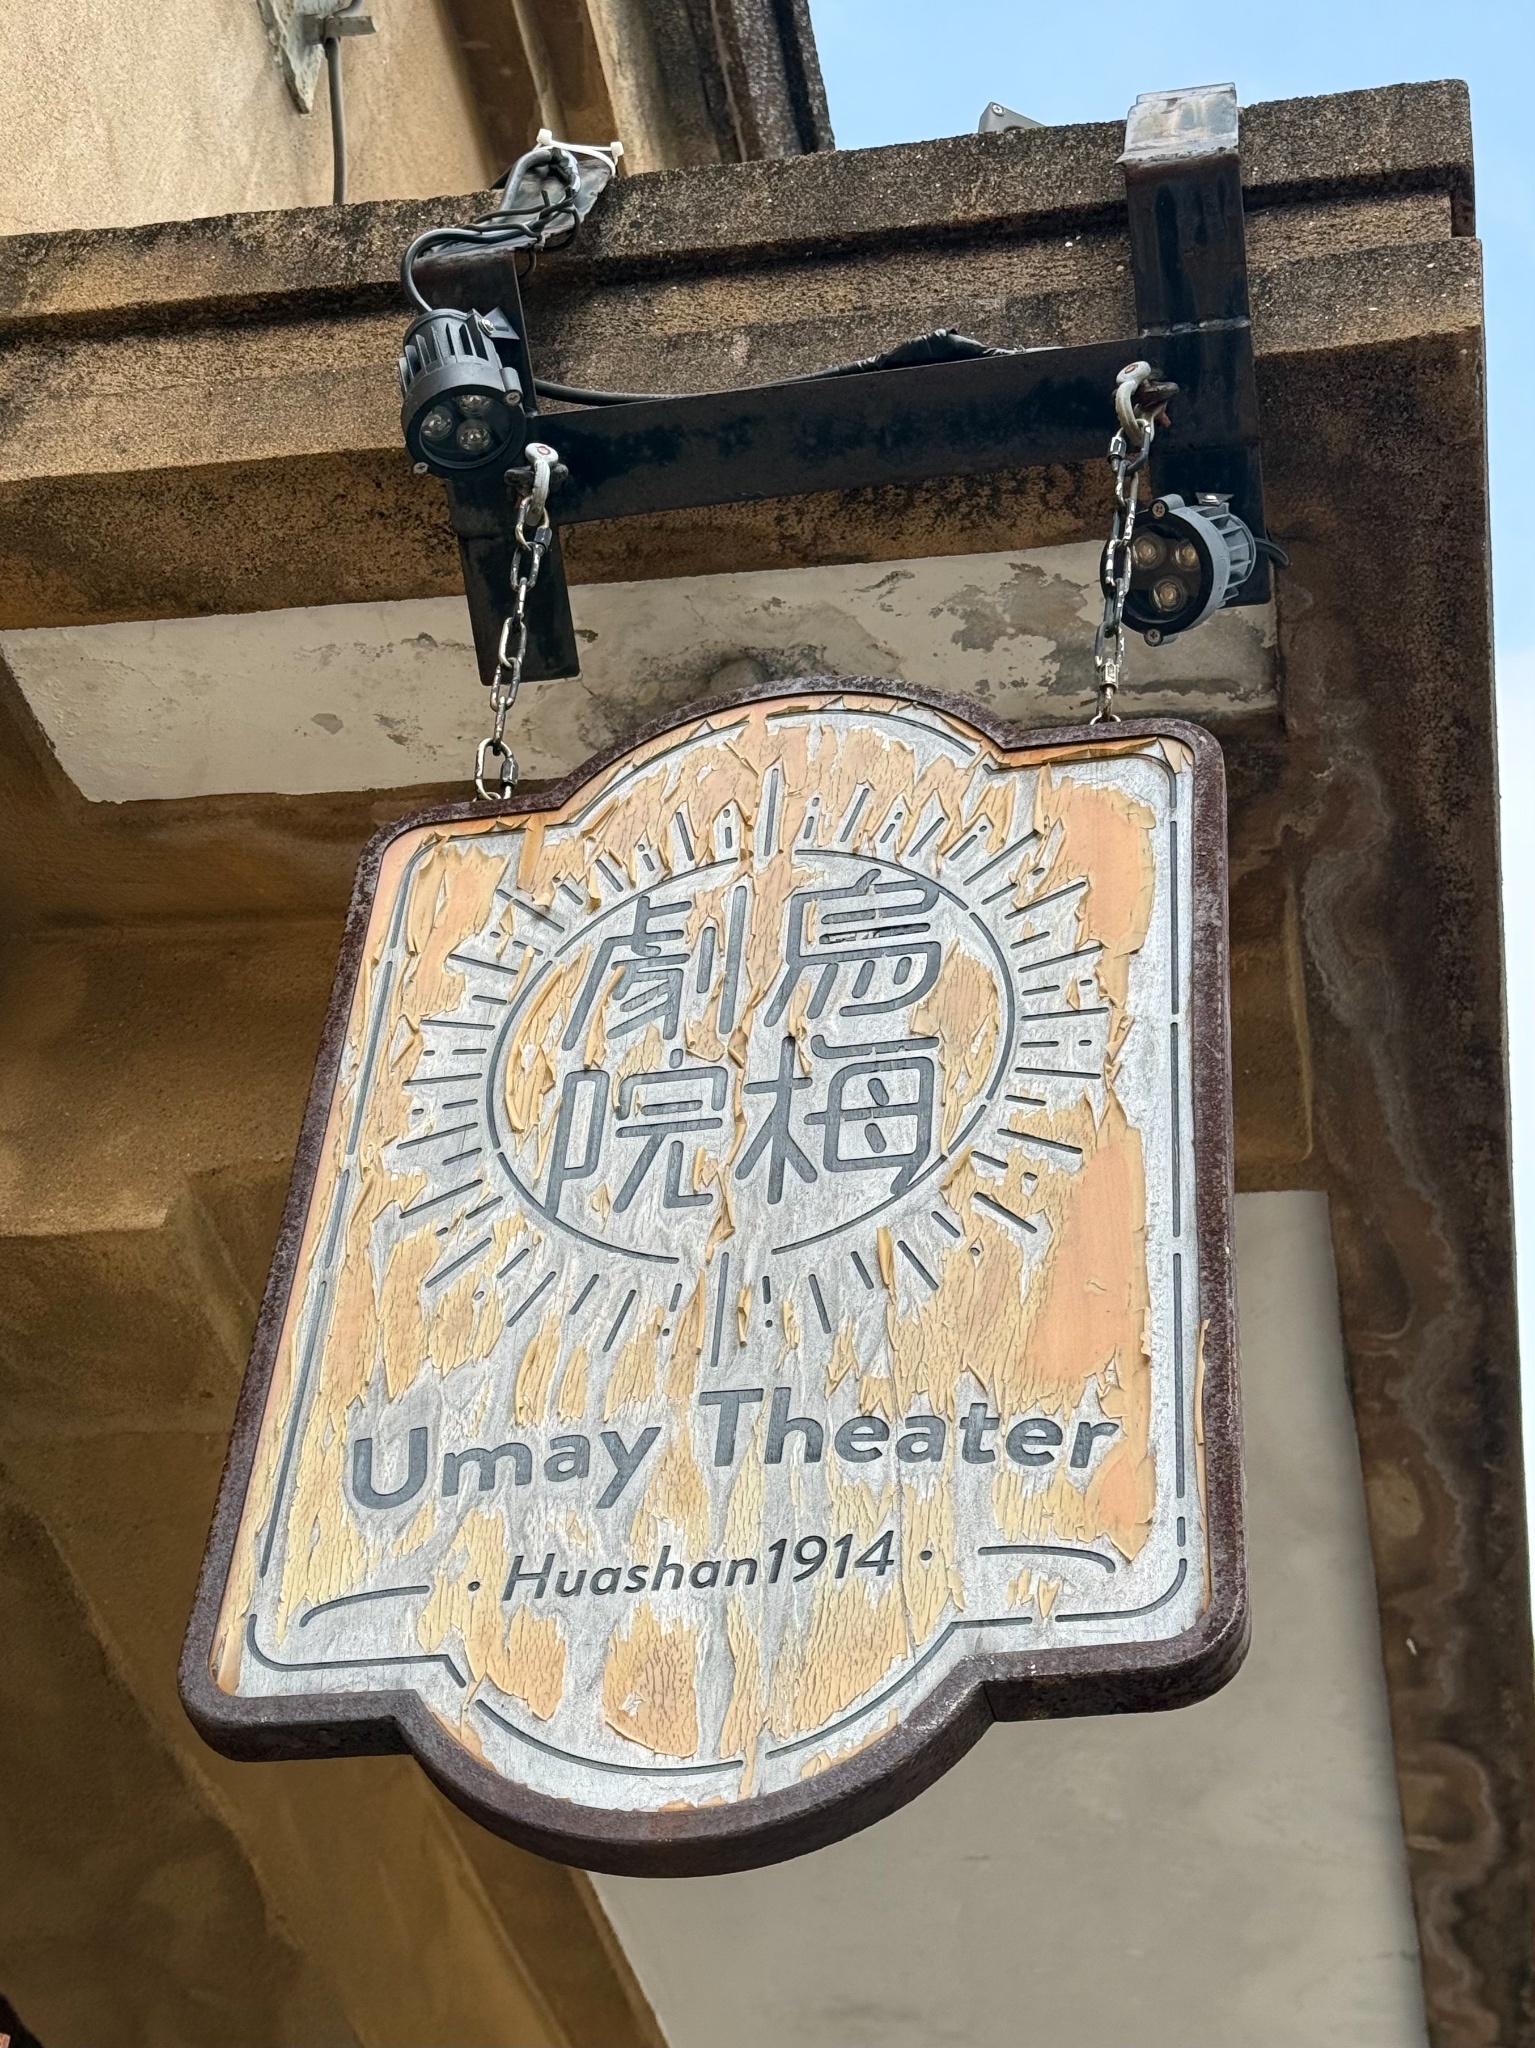 烏梅
劇院
Umay Theater
· Huashan1914 ·